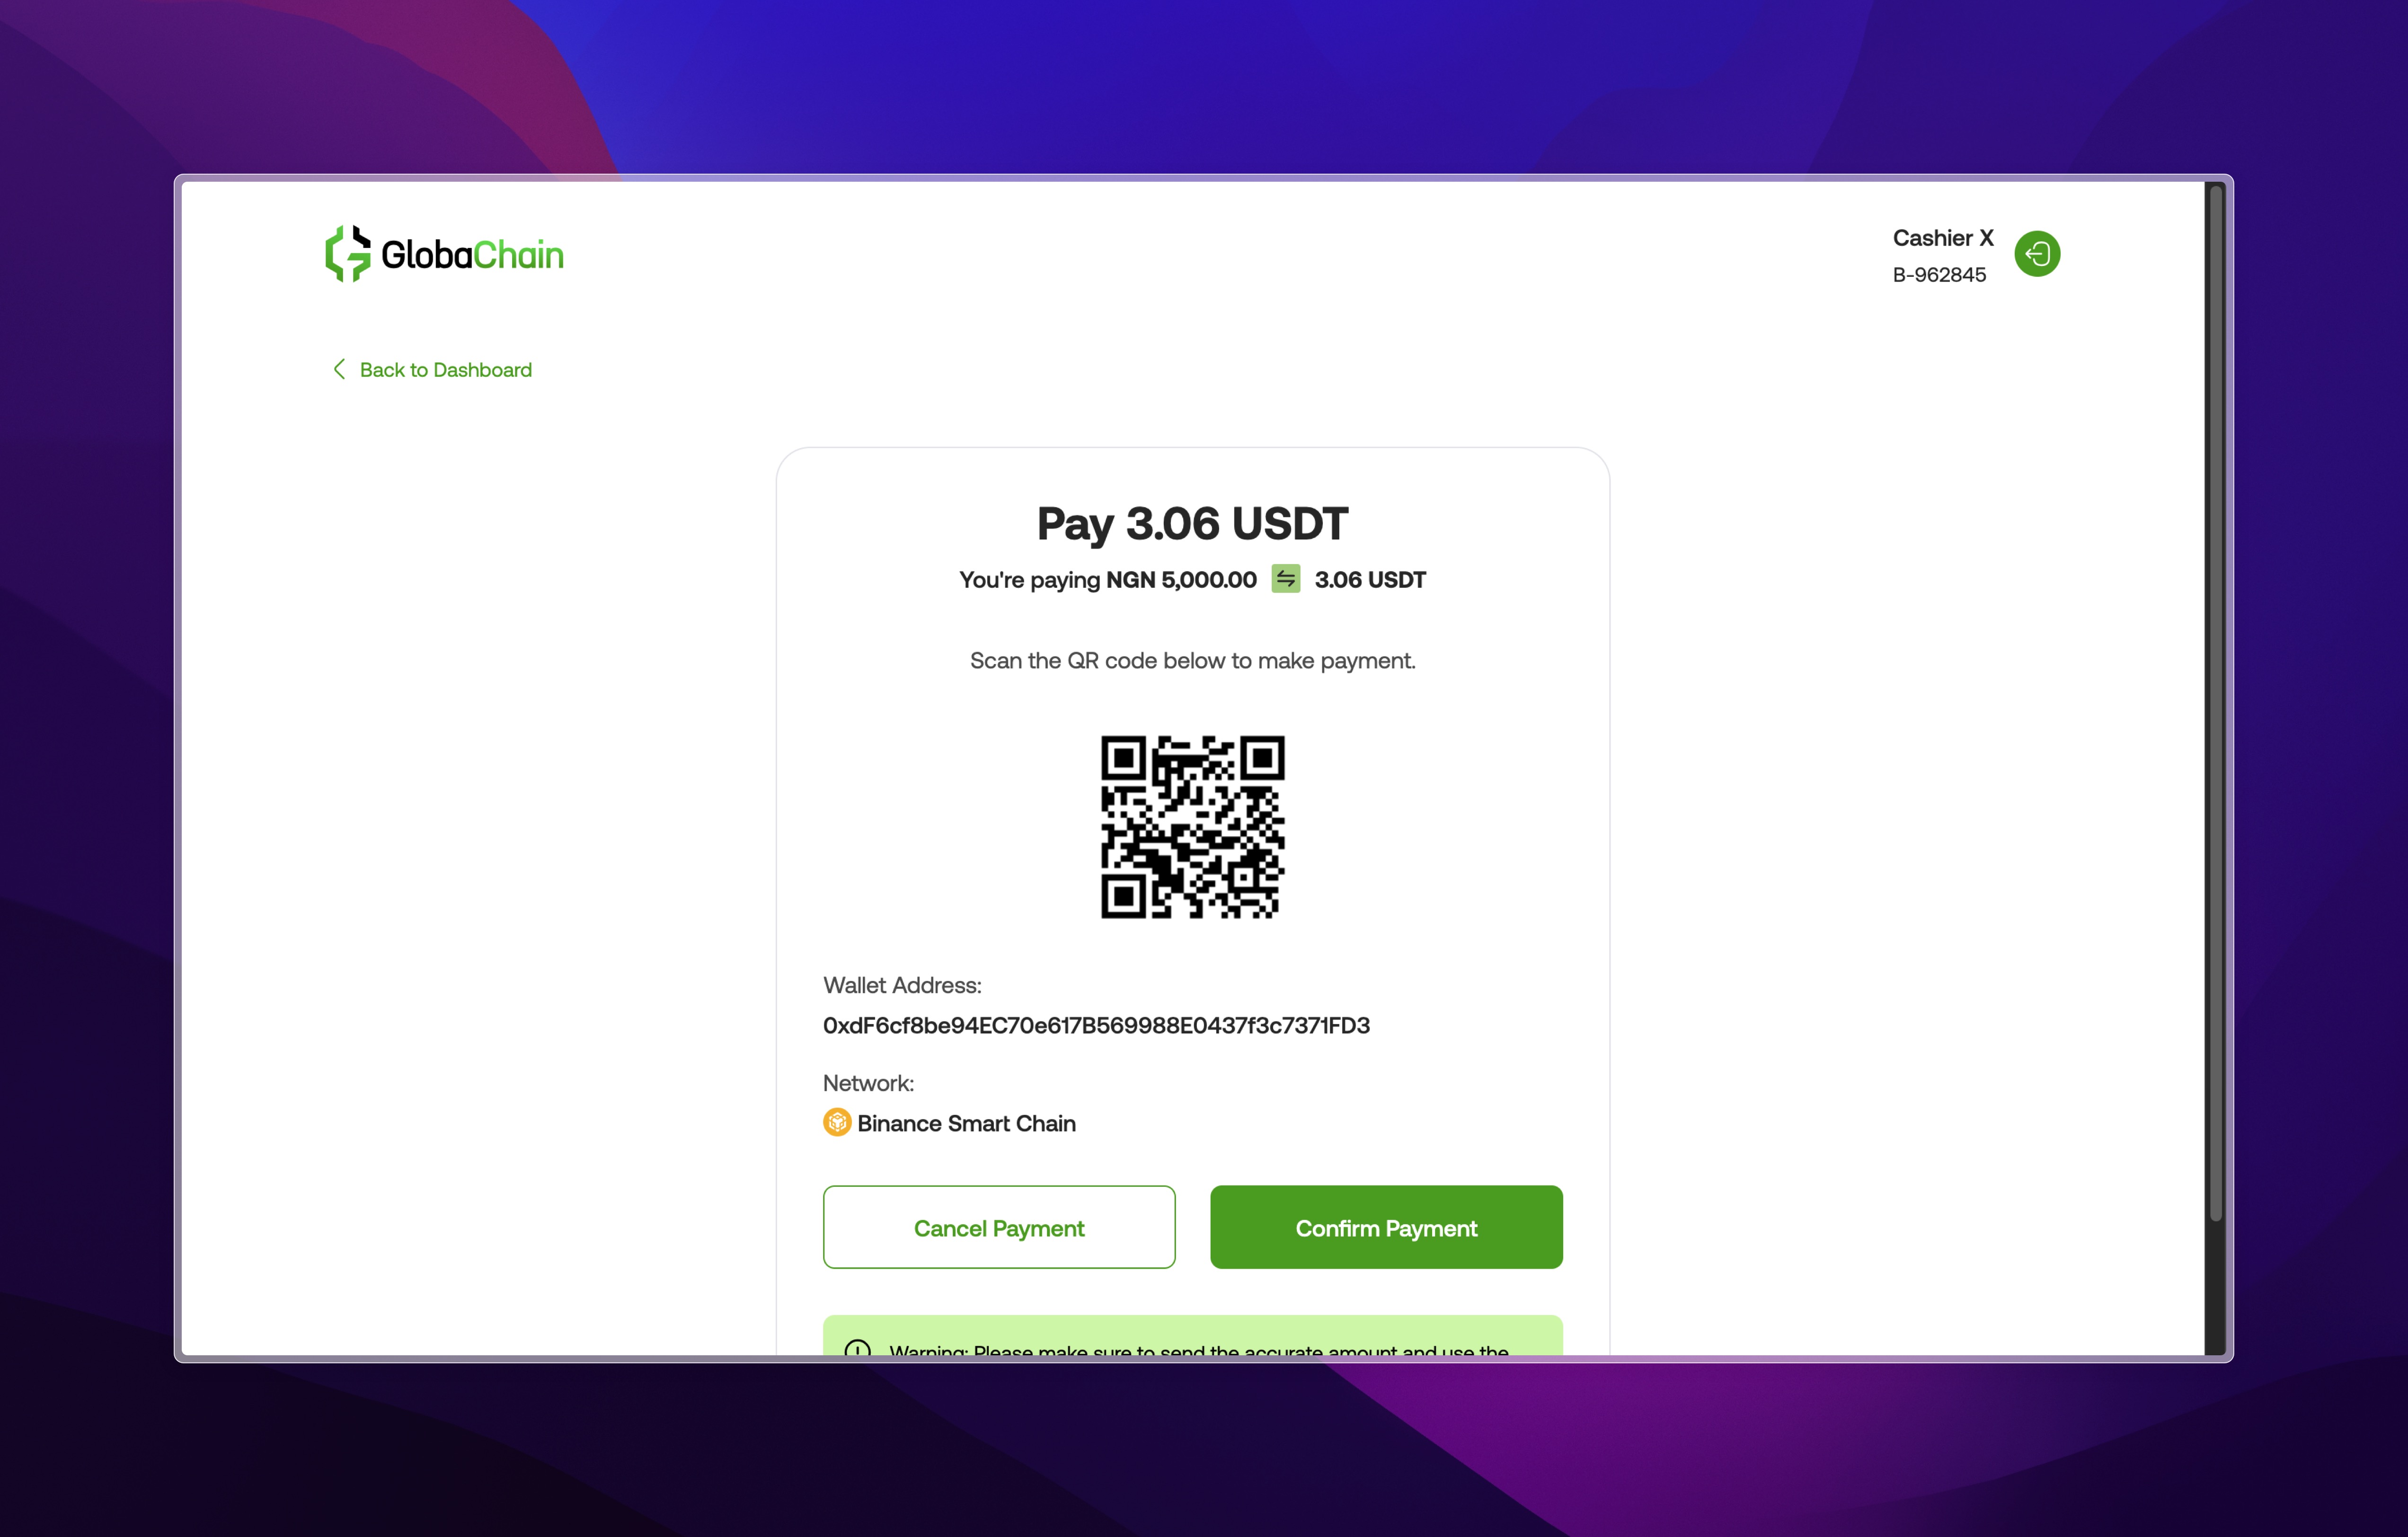 GlobaChain
Cashier X
B-962845
Back to Dashboard
Pay 3.06 USDT
You're paying NGN 5,000.00 3.06 USDT
Scan the QR code below to make payment.
Wallet Address:
0xdF6cf8be94EC70e617B569988E0437f3c7371FD3
Network:
Binance Smart Chain
Cancel Payment
Confirm Payment
Warning: Please make sure to send the accurate amount and use the